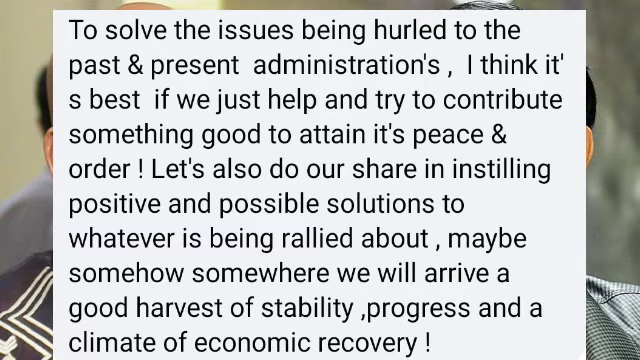 To solve the issues being hurled to the
past & present  administration's ,  I think it'
s best  if we just help and try to contribute
something good to attain it's peace &
order ! Let's also do our share in instilling
positive and possible solutions to
whatever is being rallied about , maybe
somehow somewhere we will arrive a
good harvest of stability ,progress and a
climate of economic recovery !